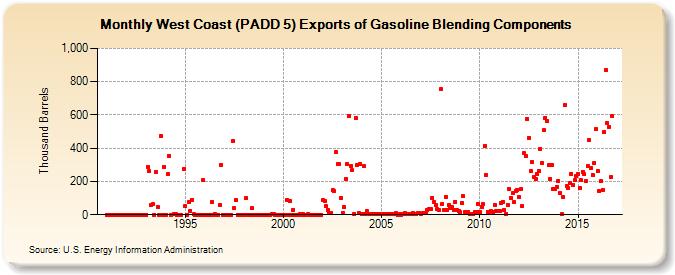 Monthly West Coast (PADD 5) Exports of Gasoline Blending Components
Thousand Barrels
1,000
800
600
400
200
0
1995 2000 2005 2010 2015
Source: U.S. Energy Information Administration